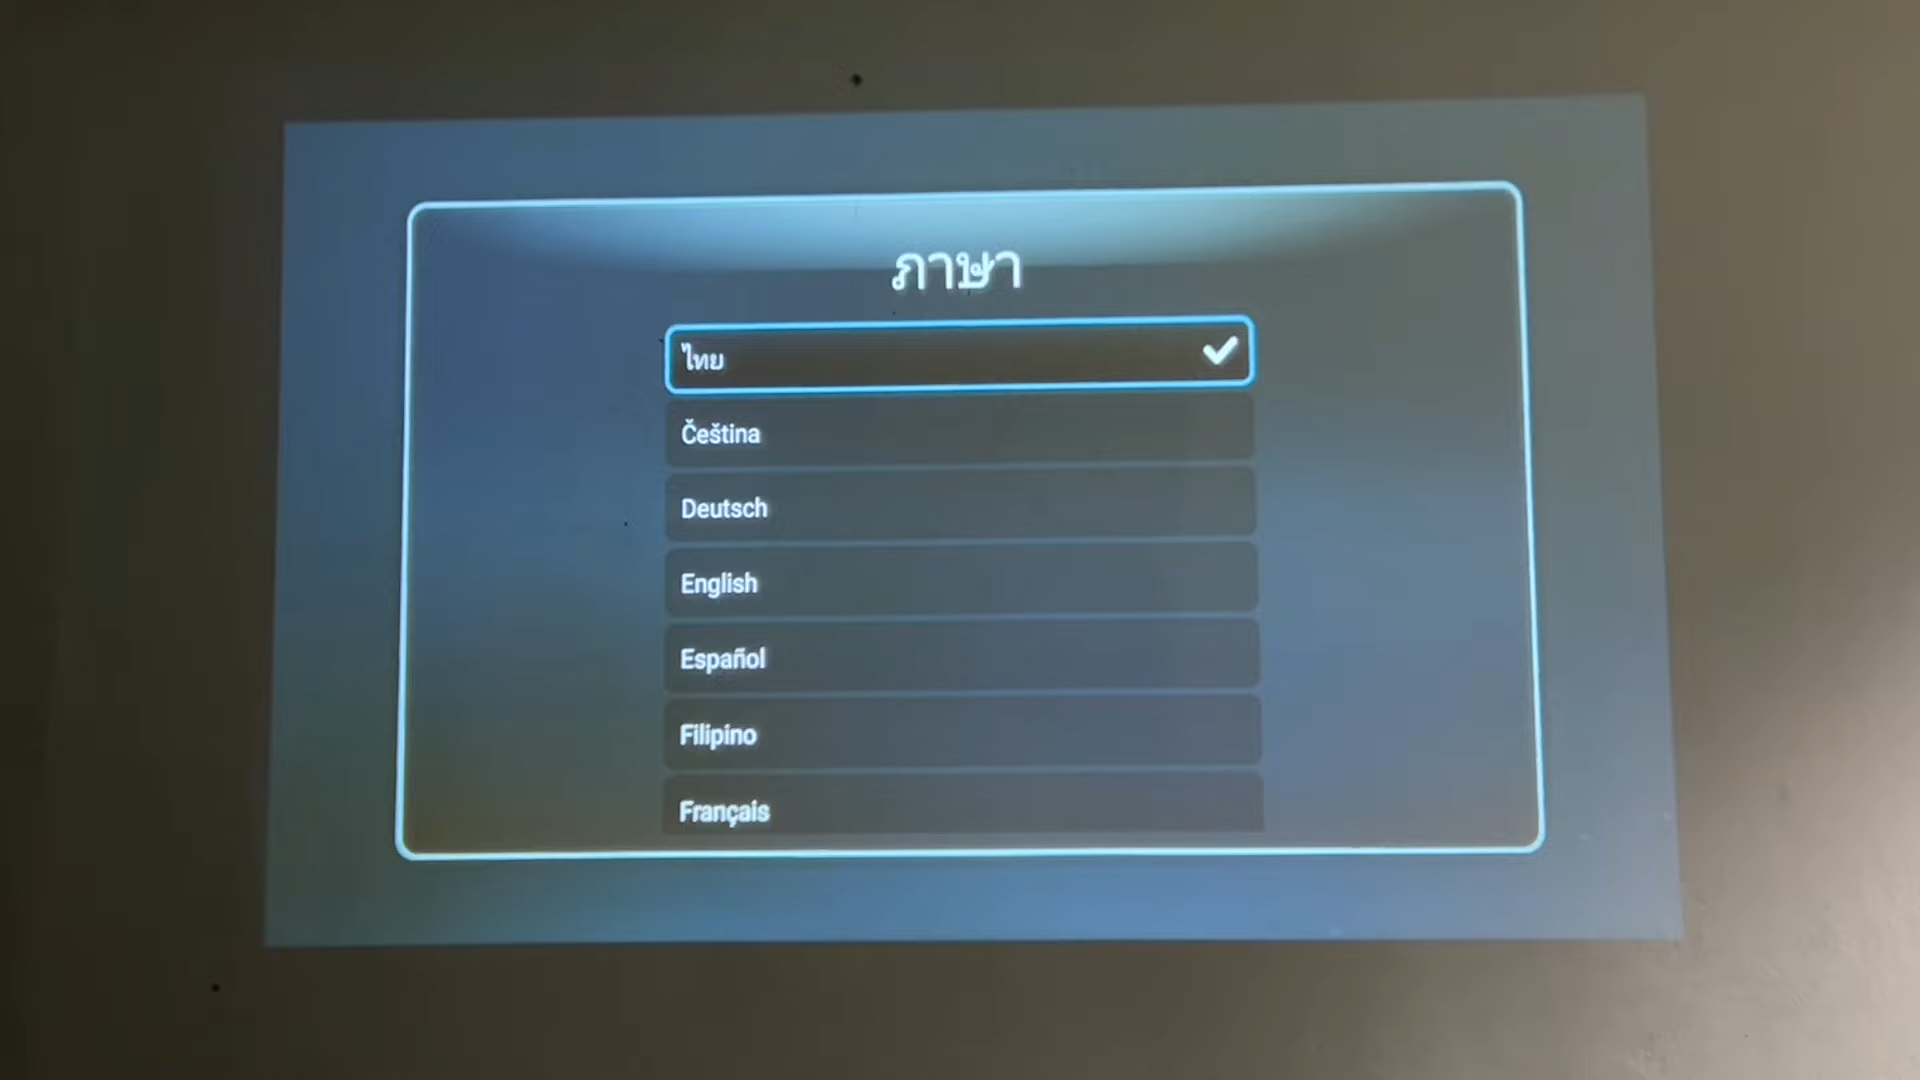 ภาษา
ไทย
Čeština
Deutsch
English
Español
Filipino
Français